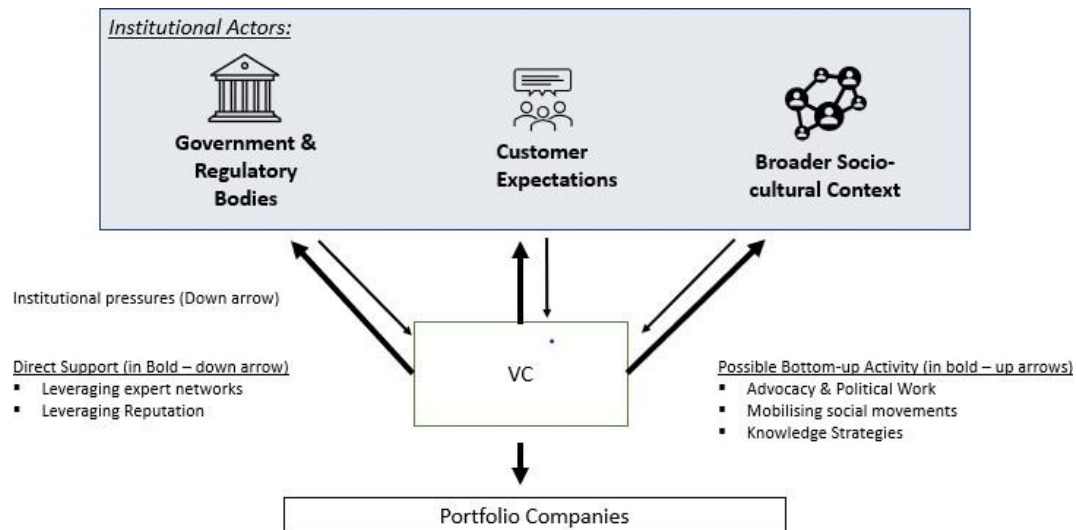 Institutional Actors:
Government &
Regulatory
Bodies
Customer
Expectations
Broader Socio-
cultural Context
Institutional pressures (Down arrow)
Direct Support (in Bold – down arrow)
▪ Leveraging expert networks
▪ Leveraging Reputation
VC
Possible Bottom-up Activity (in bold – up arrows)
▪ Advocacy & Political Work
▪ Mobilising social movements
▪ Knowledge Strategies
Portfolio Companies